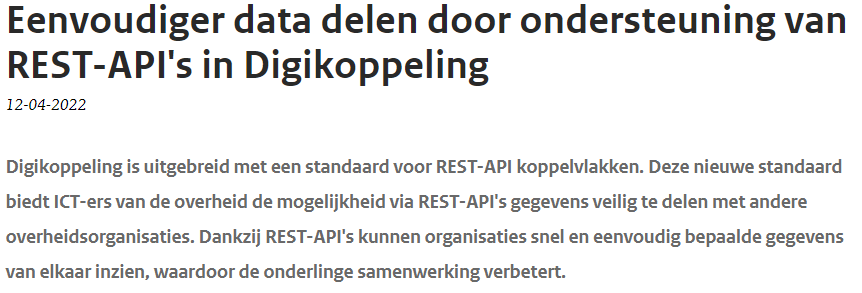 Eenvoudiger data delen door ondersteuning van
REST-API's in Digikoppeling
12-04-2022
Digikoppeling is uitgebreid met een standaard voor REST-API koppelvlakken. Deze nieuwe standaard
biedt ICT-ers van de overheid de mogelijkheid via REST-API's gegevens veilig te delen met andere
overheidsorganisaties. Dankzij REST-API's kunnen organisaties snel en eenvoudig bepaalde gegevens
van elkaar inzien, waardoor de onderlinge samenwerking verbetert.